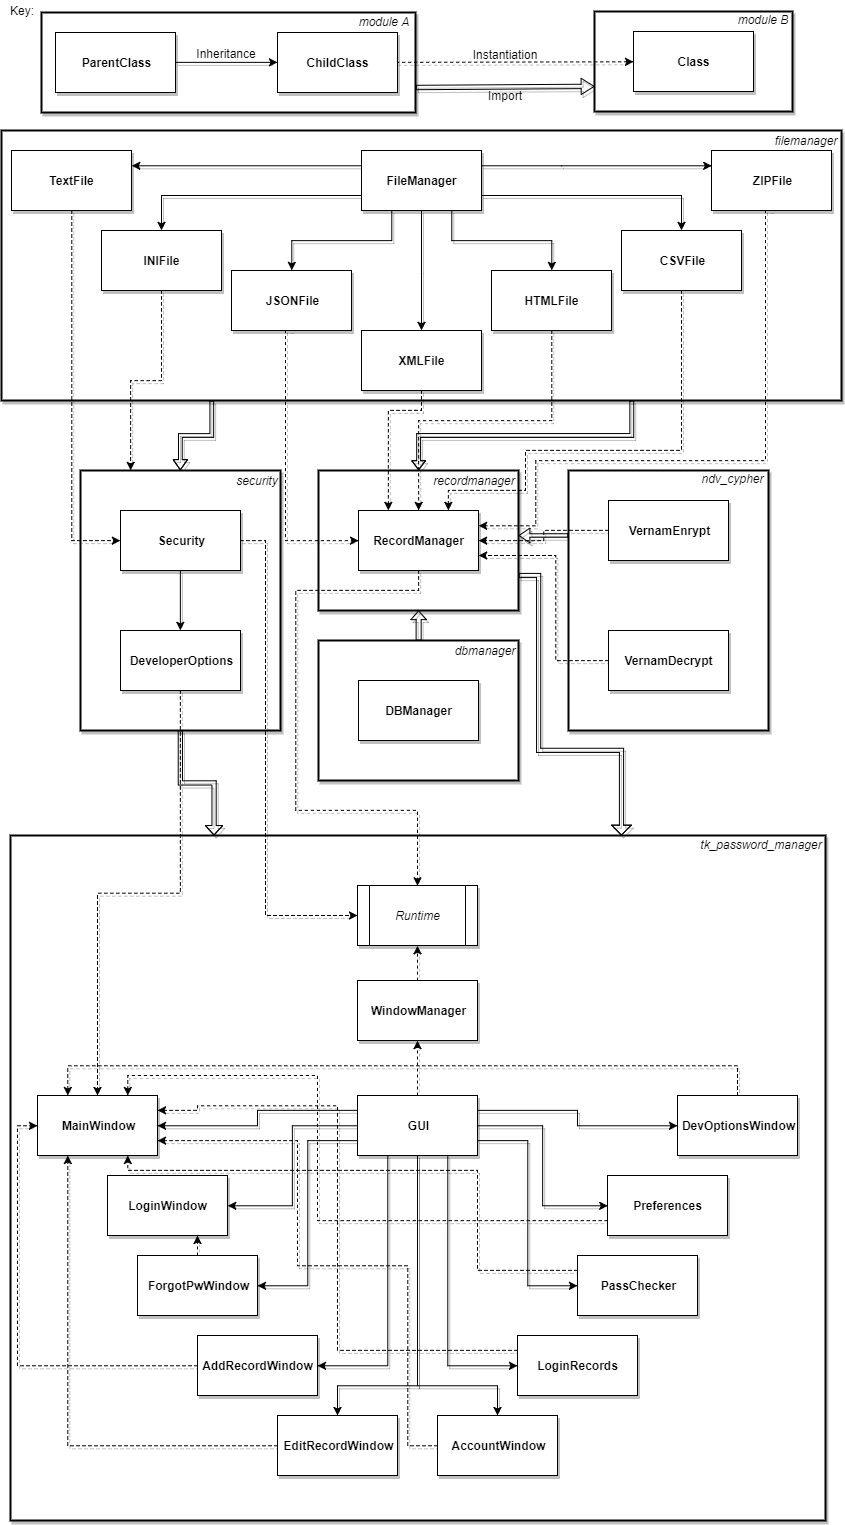 Key:
module A
module B
ParentClass
Inheritance
ChildClass
Instantiation
Class
Import
filemanager
TextFile
FileManager
ZIPFile
INIFile
CSVFile
JSONFile
HTMLFile
XMLFile
security
recordmanager
ndv_cypher
Security
RecordManager
VernamEnrypt
DeveloperOptions
dbmanager
VernamDecrypt
DBManager
tk_password_manager
Runtime
WindowManager
MainWindow
GUI
DevOptionsWindow
LoginWindow
Preferences
ForgotPwWindow
PassChecker
AddRecordWindow
LoginRecords
EditRecordWindow
AccountWindow